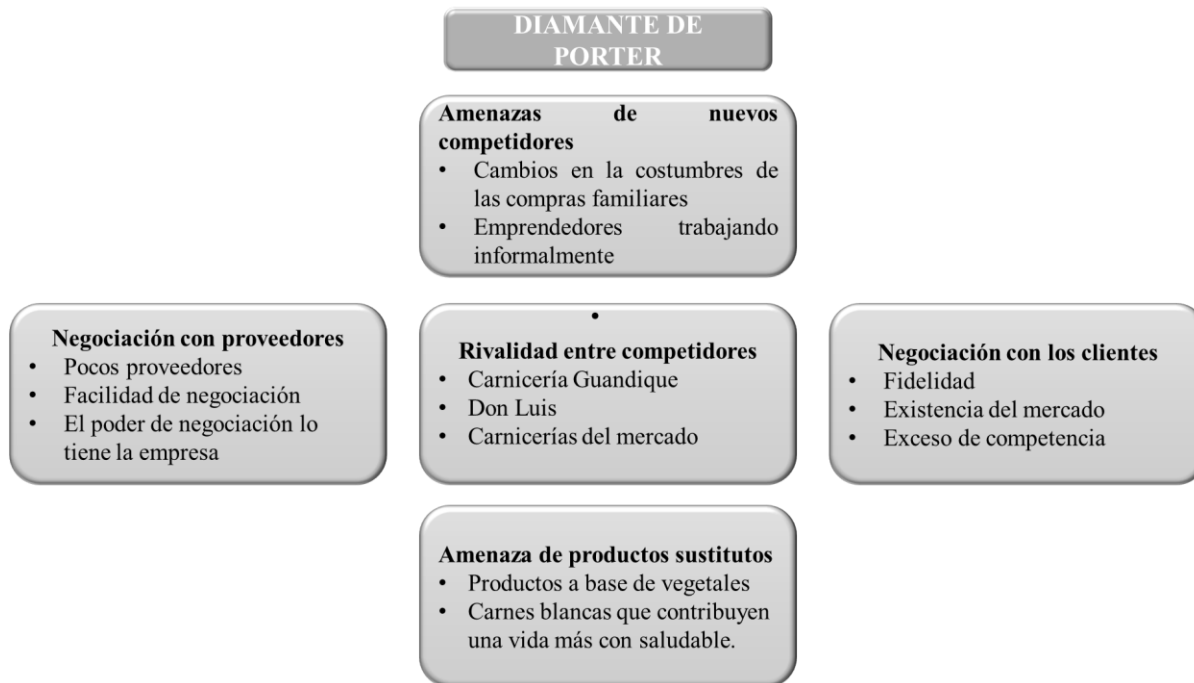 DIAMANTE DE
PORTER
Amenazas de nuevos
competidores
• Cambios en la costumbres de
las compras familiares
• Emprendedores trabajando
informalmente
Negociación con proveedores
• Pocos proveedores
• Facilidad de negociación
• El poder de negociación lo
tiene la empresa
•
Rivalidad entre competidores
• Carnicería Guandique
• Don Luis
• Carnicerías del mercado
Negociación con los clientes
• Fidelidad
• Existencia del mercado
• Exceso de competencia
Amenaza de productos sustitutos
• Productos a base de vegetales
• Carnes blancas que contribuyen
una vida más con saludable.